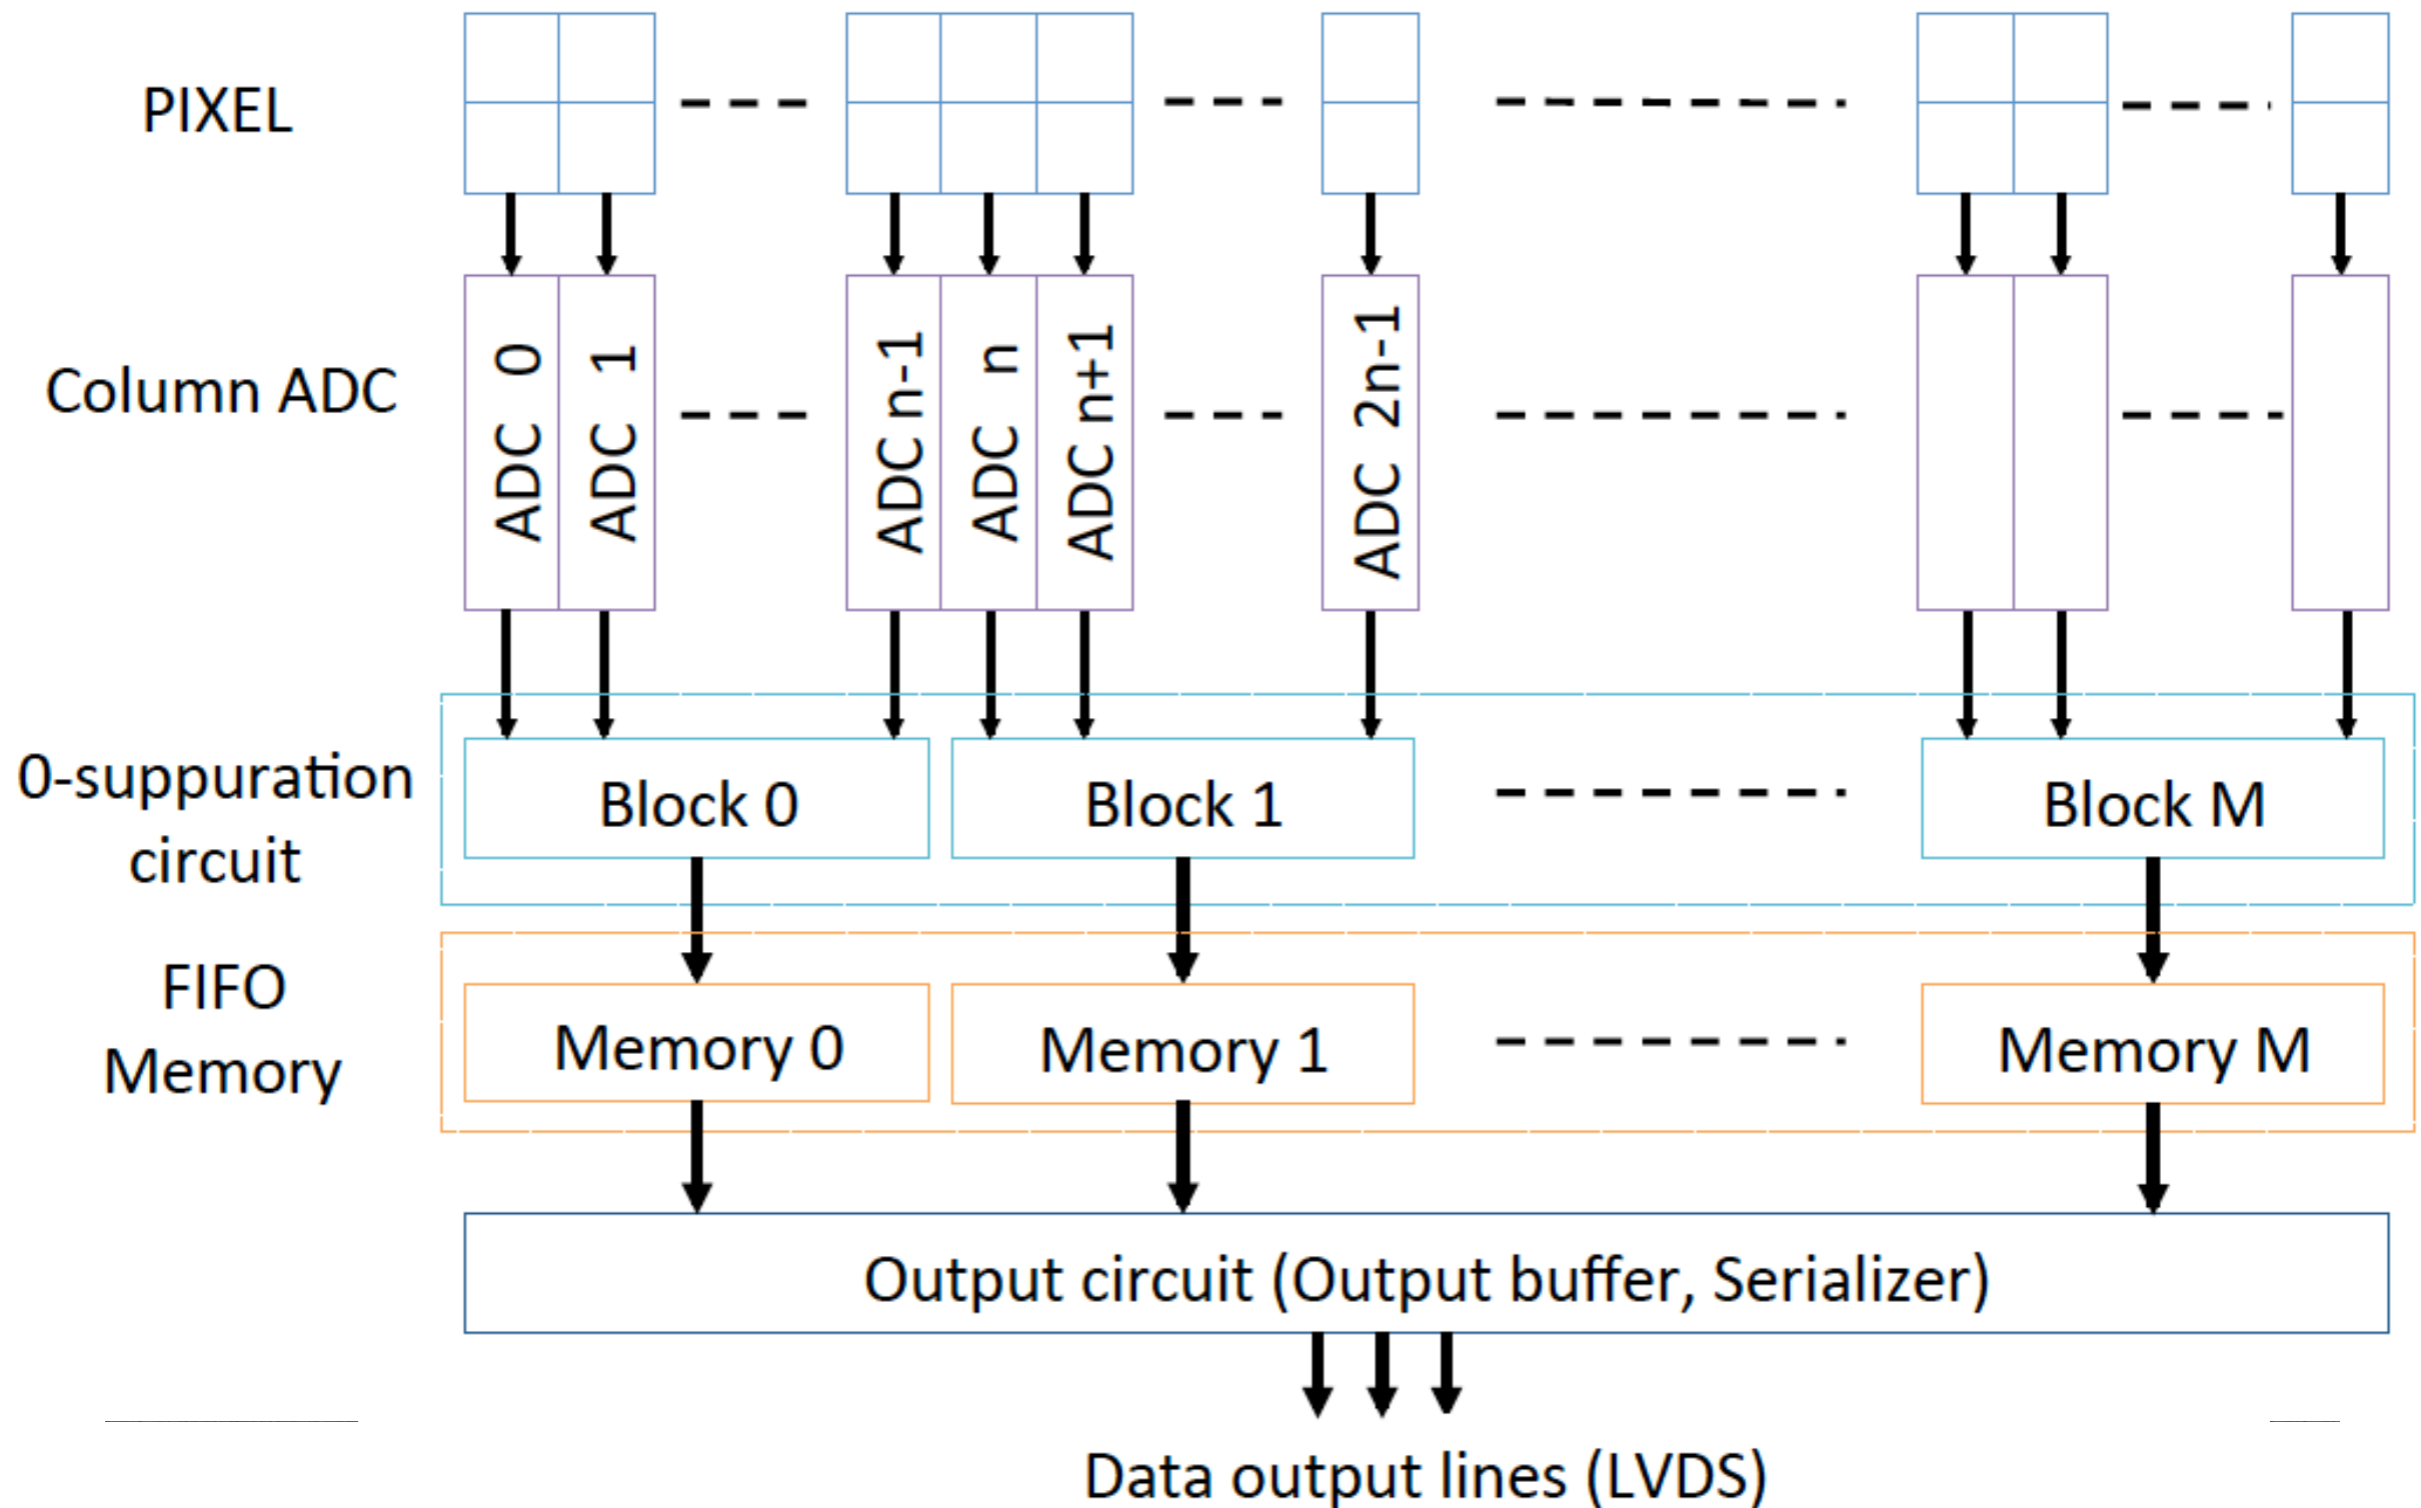 PIXEL
Column ADC
ADC 0
ADC 1
ADC n-1
ADC n
ADC n+1
ADC 2n-1
0-suppuration
circuit
Block 0
Block 1
Block M
FIFO
Memory
Memory 0
Memory 1
Memory M
Output circuit (Output buffer, Serializer)
Data output lines (LVDS)